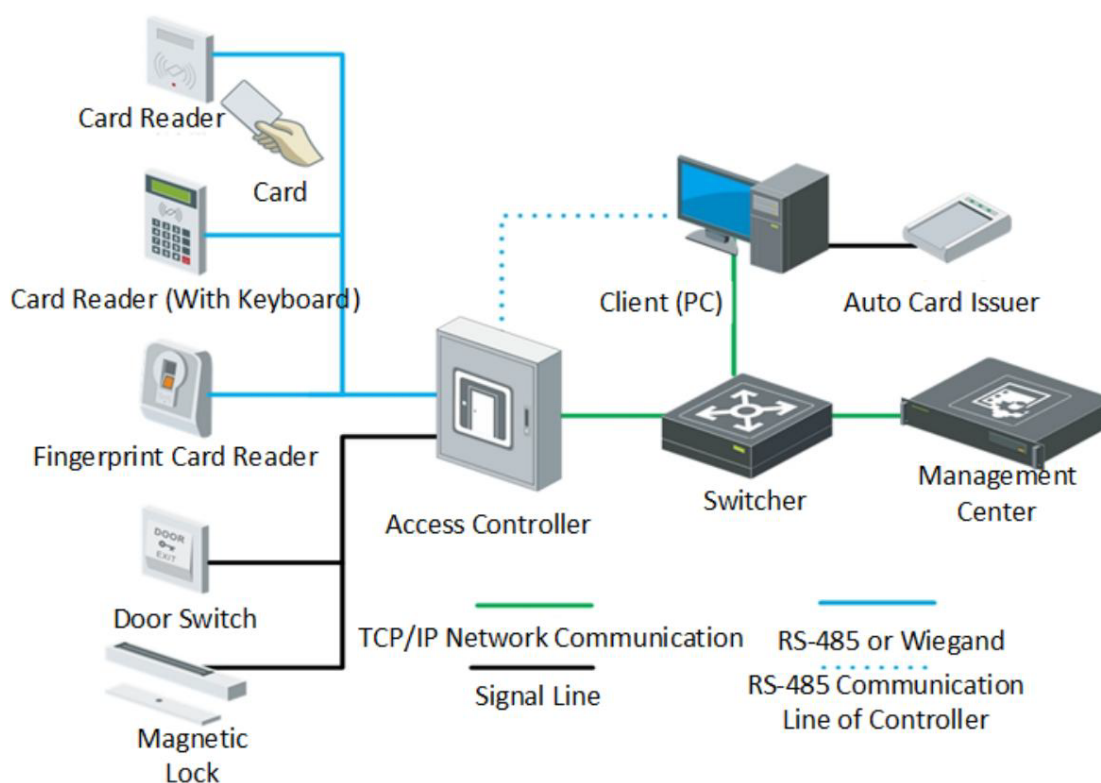 Card Reader
Card
Card Reader (With Keyboard)
Fingerprint Card Reader
DOOR
EXIT
Door Switch
Magnetic
Lock
Access Controller
Client (PC)
Auto Card Issuer
Switcher
Management
Center
TCP/IP Network Communication
Signal Line
RS-485 or Wiegand
RS-485 Communication
Line of Controller